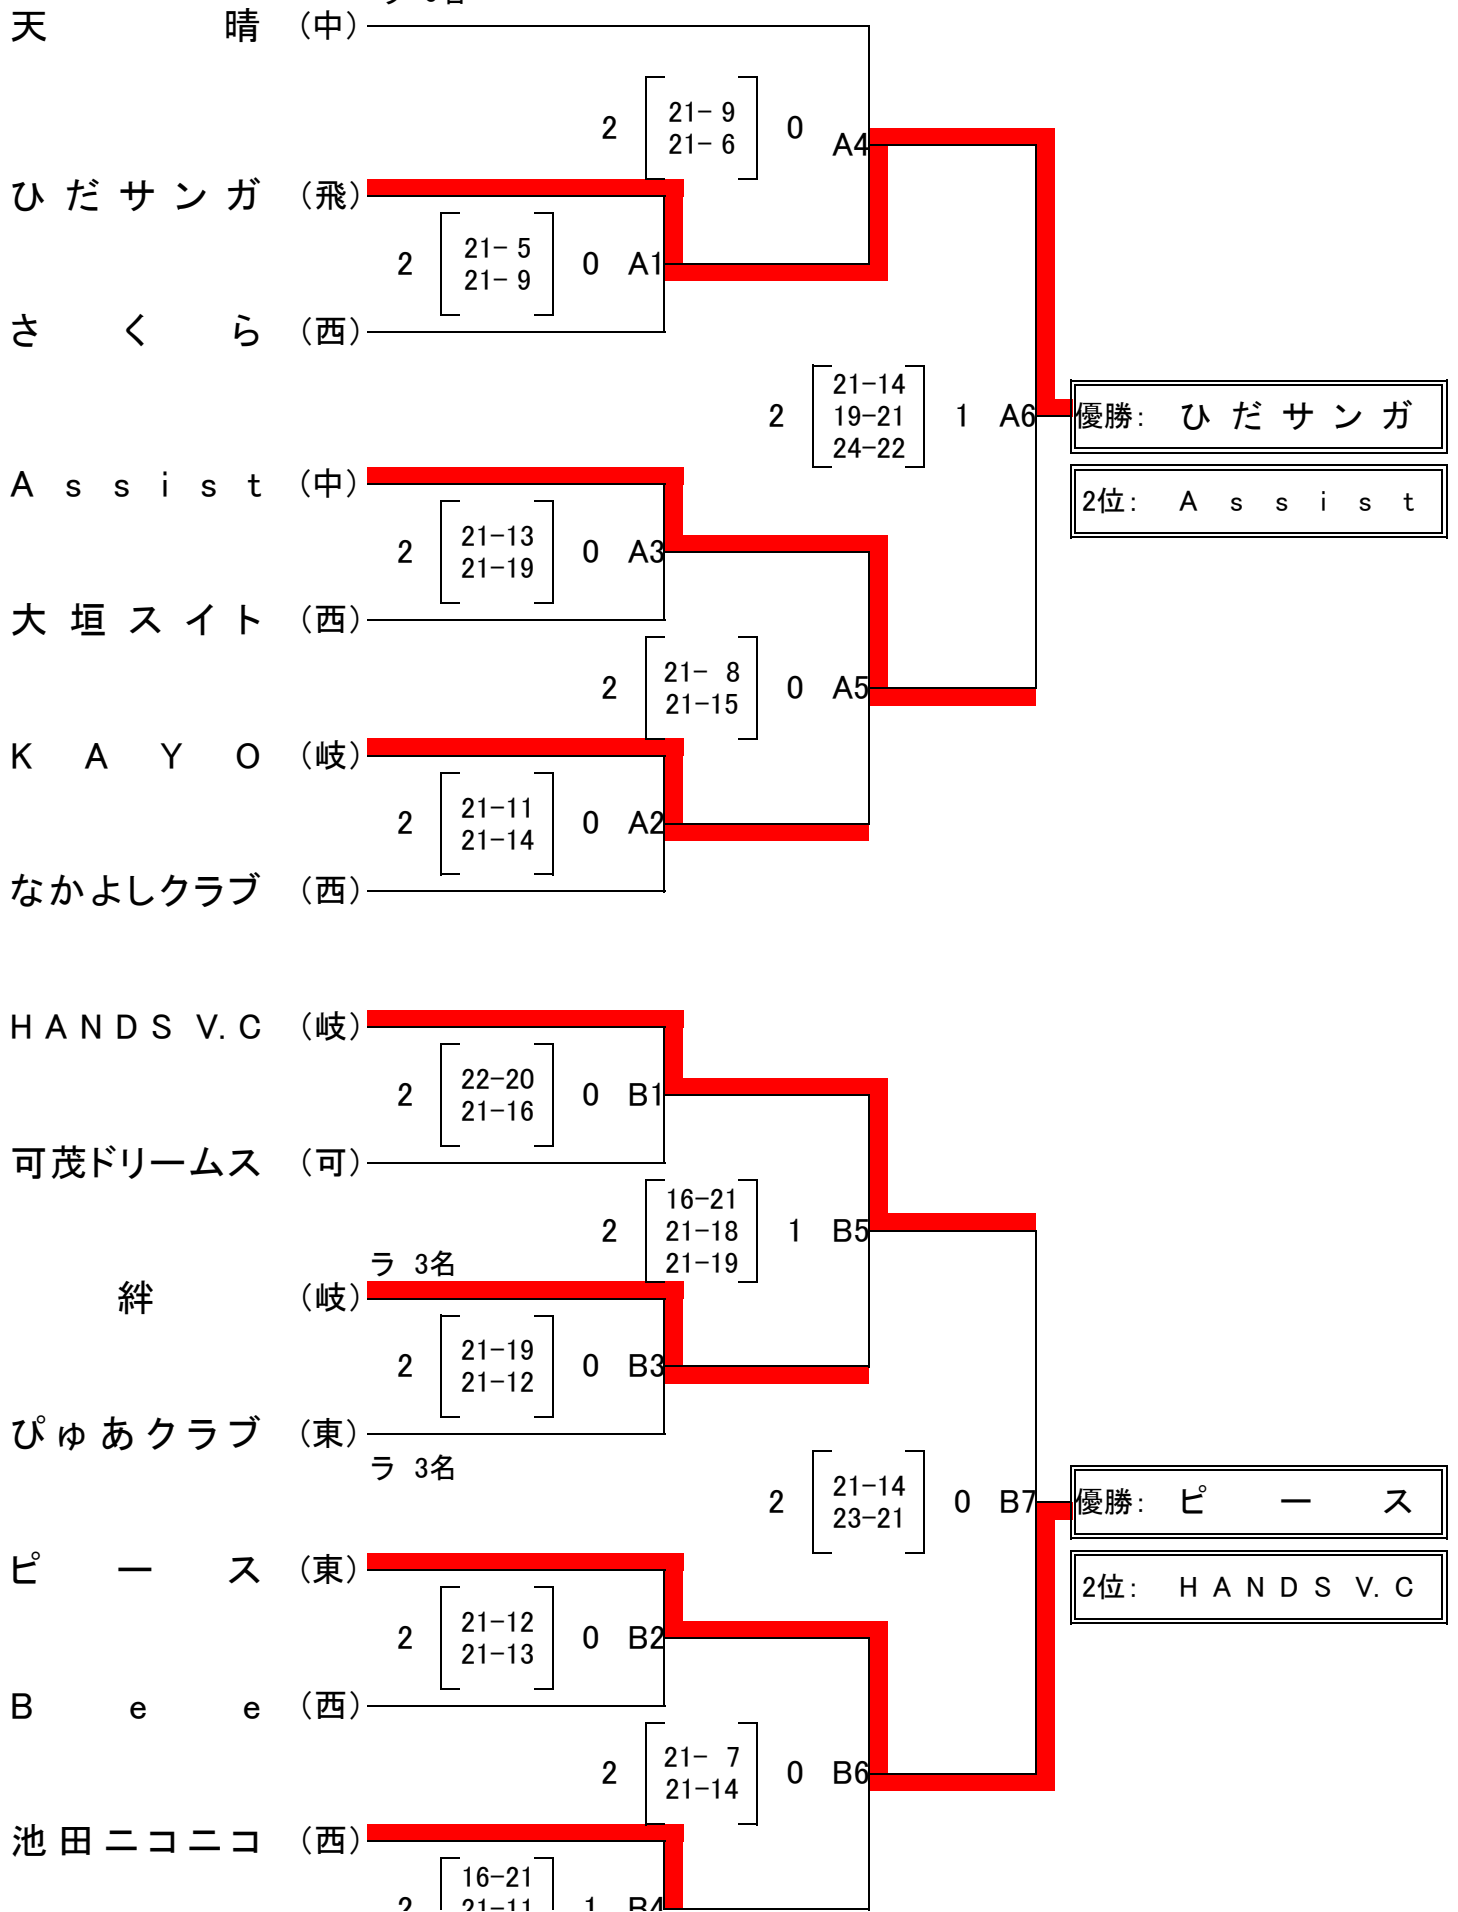 天 晴 （中）
2 21- 9 0 A4
21- 6
ひ だ サ ン ガ （飛）
2 21- 5 0 A1
21- 9
さ く ら （西）
2 21-14 1 A6
19-21
24-22
優勝: ひ だ サ ン ガ
A s s i s t （中）
2位: A s s i s t
2 21-13 0 A3
21-19
大 垣 ス イ ト （西）
2 21- 8 0 A5
21-15
K A Y O （岐）
2 21-11 0 A2
21-14
なかよしクラブ （西）
HANDS V.C （岐）
2 22-20 0 B1
21-16
可茂ドリームス （可）
2 16-21 1 B5
21-18
21-19
ラ 3名
絆 （岐）
2 21-19 0 B3
21-12
ぴゅあクラブ （東）
ラ 3名
2 21-14 0 B7
23-21
優勝: ピ ー ス
ピ ー ス （東）
2位: HANDS V.C
2 21-12 0 B2
21-13
B e e （西）
2 21- 7 0 B6
21-14
池田ニコニコ （西）
16-21
2 21-11 1 B4